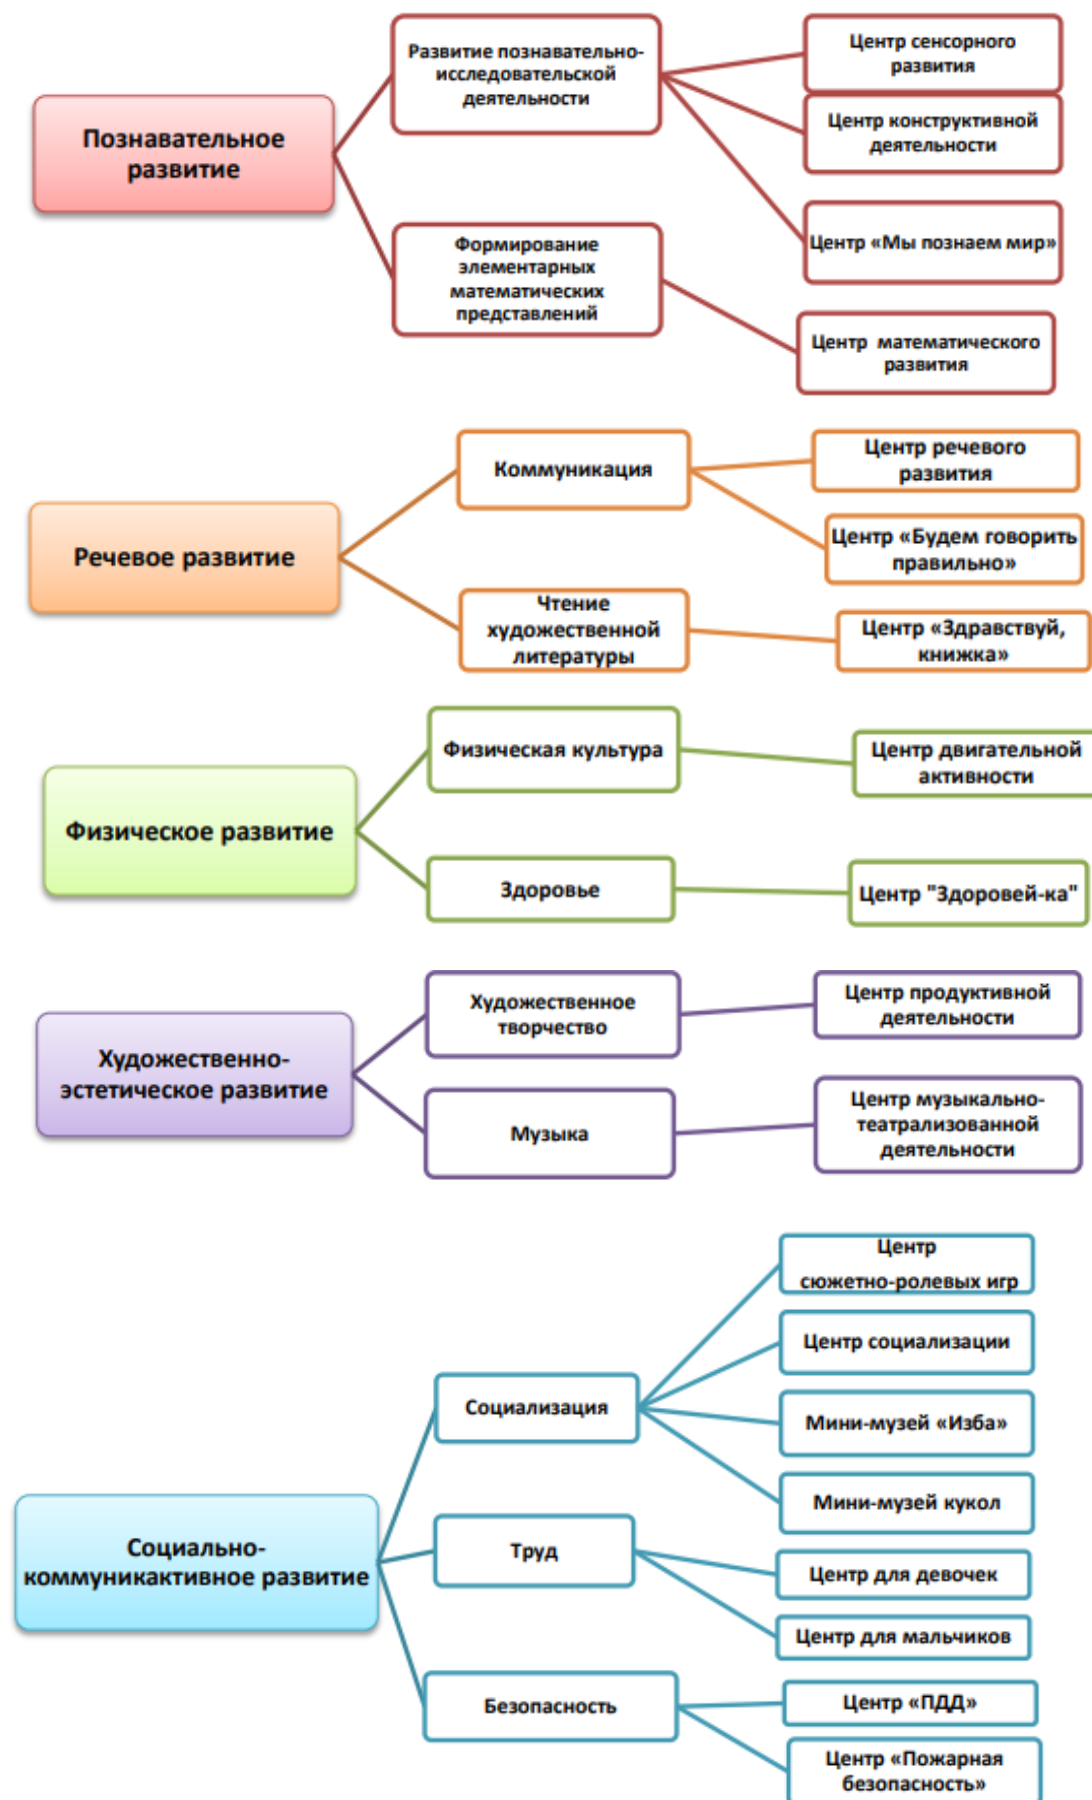 Познавательное
развитие
Развитие познавательно-
исследовательской
деятельности
Центр сенсорного
развития
Центр конструктивной
деятельности
Центр «Мы познаем мир»
Формирование
элементарных
математических
представлений
Центр  математического
развития
Речевое развитие
Коммуникация
Центр речевого
развития
Центр «Будем говорить
правильно»
Чтение
художественной
литературы
Центр «Здравствуй,
книжка»
Физическое развитие
Физическая культура
Центр двигательной
активности
Здоровье
Центр "Здоровей-ка"
Художественно-
эстетическое развитие
Художественное
творчество
Центр продуктивной
деятельности
Музыка
Центр музыкально-
театрализованной
деятельности
Социально-
коммуникактивное развитие
Социализация
Центр
сюжетно-ролевых игр
Центр социализации
Мини-музей «Изба»
Мини-музей кукол
Труд
Центр для девочек
Центр для мальчиков
Безопасность
Центр «ПДД»
Центр «Пожарная
безопасность»